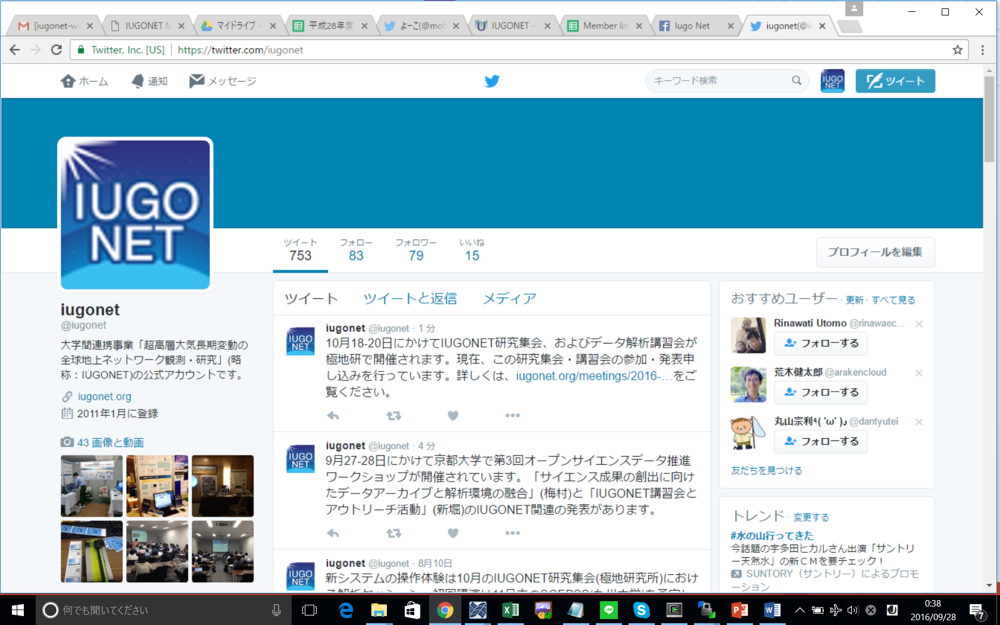 [iugonet-wo
IUGONET M
マイドライブ -
平成28年度
よーこ(@mof
IUGONET -
Member lis
Iugo Net
iugonet(@iu
Twitter, Inc. [US]
https://twitter.com/iugonet
ホーム
通知
メッセージ
キーワード検索
IUGO
NET
ツイート
IUGO
NET
ツイート
753
フォロー
83
フォロワー
79
いいね
15
プロフィールを編集
iugonet
@iugonet
大学間連携事業「超高層大気長期変動の
全球地上ネットワーク観測・研究」(略
称：IUGONET)の公式アカウントです。
iugonet.org
2011年1月に登録
43 画像と動画
ツイート
ツイートと返信
メディア
IUGO
NET
iugonet @iugonet · 1 分
10月18-20日にかけてIUGONET研究集会、およびデータ解析講習会が
極地研で開催されます。現在、この研究集会・講習会の参加・発表申
し込みを行っています。詳しくは、iugonet.org/meetings/2016-…をご
覧ください。
IUGO
NET
iugonet @iugonet · 4 分
9月27-28日にかけて京都大学で第3回オープンサイエンスデータ推進
ワークショップが開催されています。「サイエンス成果の創出に向け
たデータアーカイブと解析環境の融合」(梅村)と「IUGONET講習会と
アウトリーチ活動」(新堀)のIUGONET関連の発表があります。
IUGO
NET
iugonet @iugonet · 8月10日
新システムの操作体験は10月のIUGONET研究集会(極地研究所)におけ
おすすめユーザー · 更新 · すべて見る
Rinawati Utomo @rinawaec...
フォローする
荒木健太郎 @arakencloud
フォローする
丸山宗利٩( 'ω' )و @dantyutei
フォローする
友だちを見つける
トレンド · 変更する
#水の山行ってきた
今話題の宇多田ヒカルさん出演「サントリ
ー天然水」の新ＣＭを要チェック！
SUNTORY（サントリー）によるプロモ
ーション
何でも聞いてください
0:38
2016/09/28
7